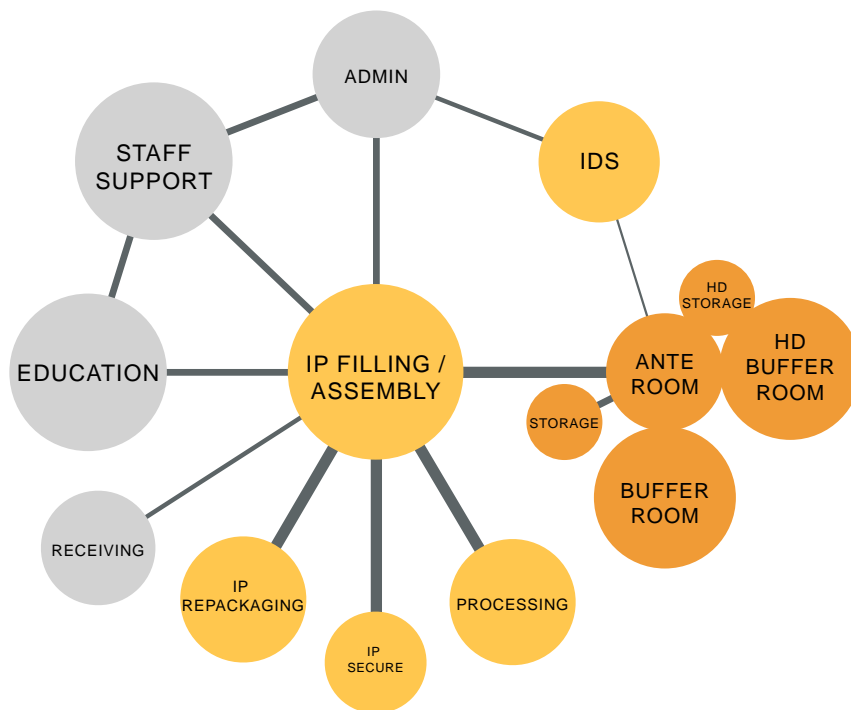 ADMIN
STAFF
SUPPORT
IDS
HD
STORAGE
HD
BUFFER
ROOM
ANTE
ROOM
IP FILLING /
ASSEMBLY
EDUCATION
STORAGE
BUFFER
ROOM
RECEIVING
IP
REPACKAGING
PROCESSING
IP
SECURE